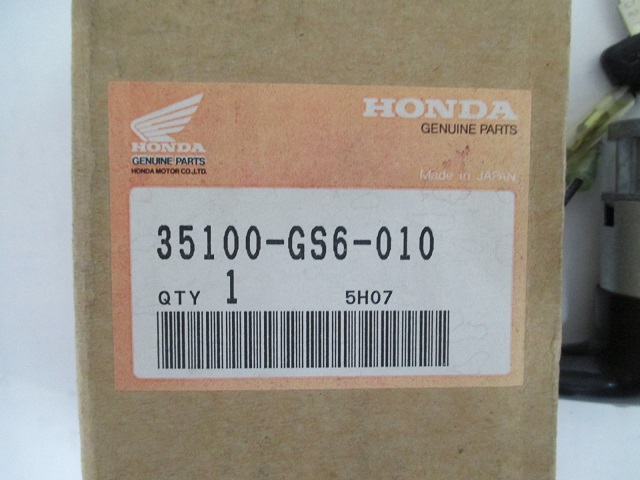 HONDA
GENUINE PARTS
HONDA MOTOR CO.,LTD.
HONDA
GENUINE PARTS
Made in JAPAN
35100-GS6-010
QTY 1 5H07